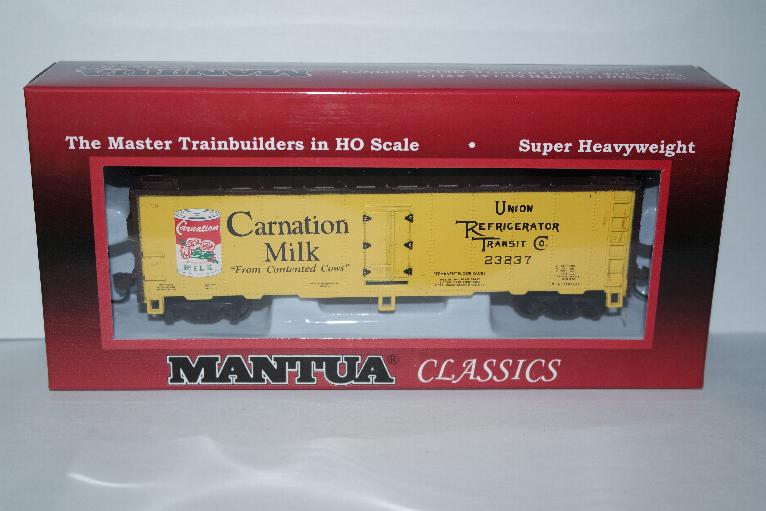 MANTUA
The Master Trainbuilders in HO Scale • Super Heavyweight
Carnation
MILK
Carnation
Milk
"From Contented Cows"
Union
Refrigerator
Transit Co.
23237
MANTUA® CLASSICS